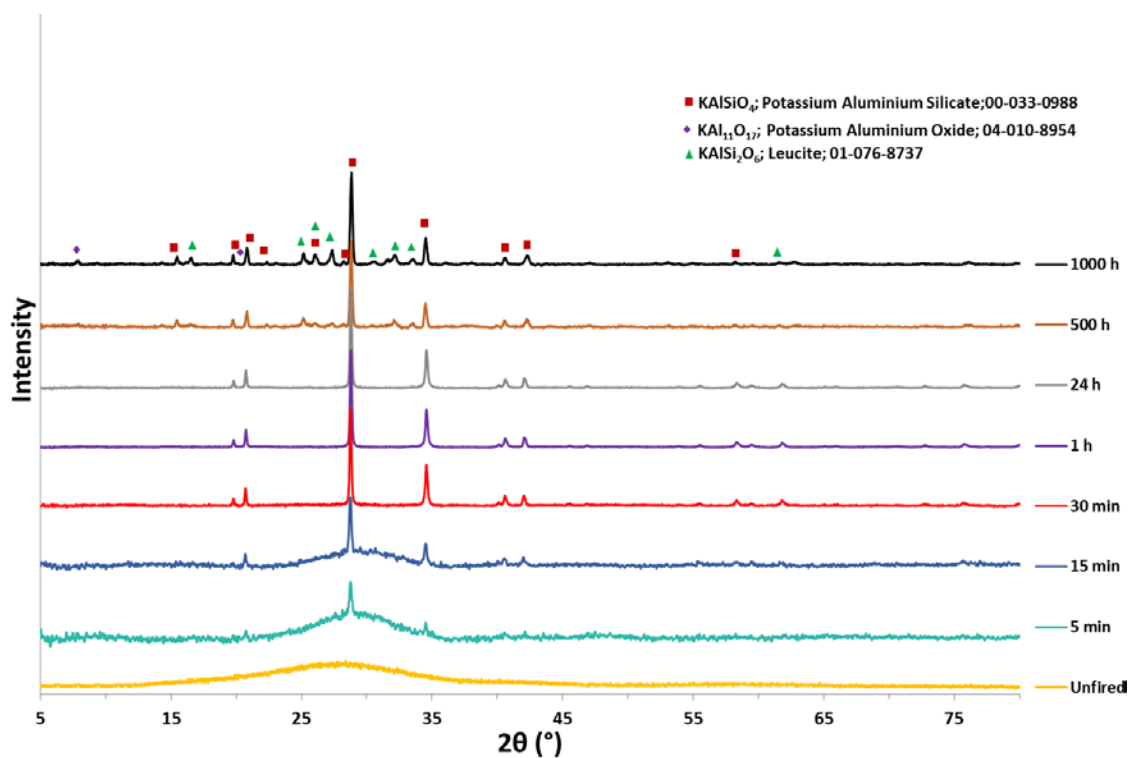 KAlSiO₄; Potassium Aluminium Silicate;00-033-0988
KAl₁₁O₁₇; Potassium Aluminium Oxide; 04-010-8954
KAlSi₂O₆; Leucite; 01-076-8737
1000 h
500 h
24 h
1 h
30 min
15 min
5 min
Unfired
Intensity
5 15 25 35 45 55 65 75
2θ (°)